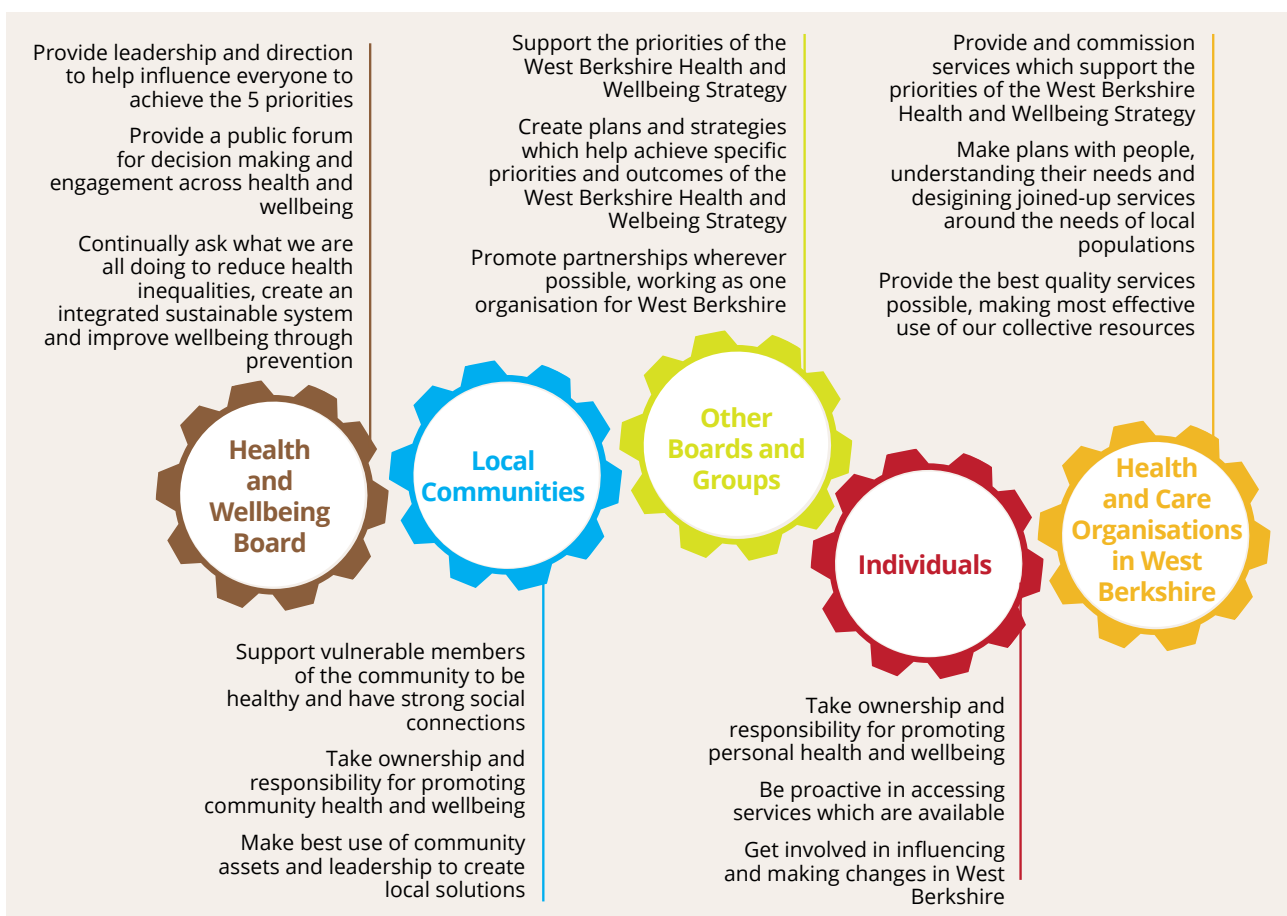 Provide leadership and direction
to help influence everyone to
achieve the 5 priorities
Provide a public forum
for decision making and
engagement across health and
wellbeing
Continually ask what we are
all doing to reduce health
inequalities, create an
integrated sustainable system
and improve wellbeing through
prevention
Health
and
Wellbeing
Board
Local
Communities
Support vulnerable members
of the community to be
healthy and have strong social
connections
Take ownership and
responsibility for promoting
community health and wellbeing
Make best use of community
assets and leadership to create
local solutions
Support the priorities of the
West Berkshire Health and
Wellbeing Strategy
Create plans and strategies
which help achieve specific
priorities and outcomes of the
West Berkshire Health and
Welbeing Strategy
Promote partnerships wherever
possible, working as one
organisation for West Berkshire
Other
Boards and
Groups
Individuals
Take ownership and
responsibility for promoting
personal health and wellbeing
Be proactive in accessing
services which are available
Get involved in influencing
and making changes in West
Berkshire
Provide and commission
services which support the
priorities of the West Berkshire
Health and Wellbeing Strategy
Make plans with people,
understanding their needs and
desigining joined-up services
around the needs of local
populations
Provide the best quality services
possible, making most effective
use of our collective resources
Health
and Care
Organisations
in West
Berkshire